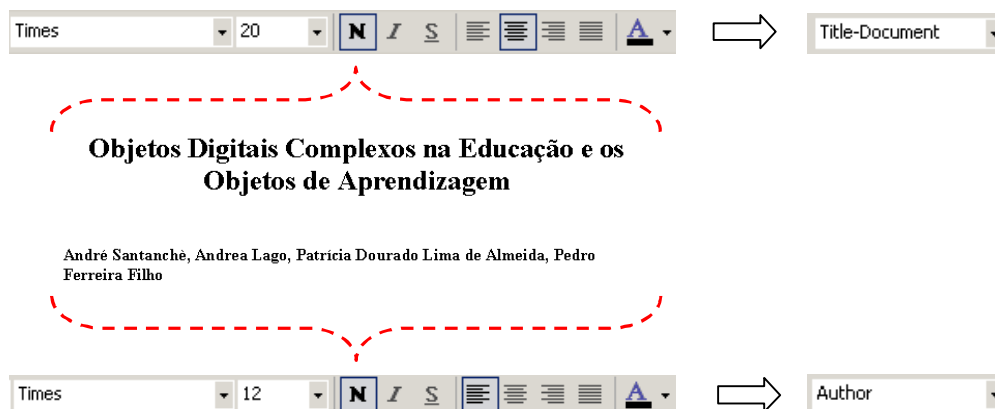 Times 20 N I S A Title-Document
Objetos Digitais Complexos na Educação e os
Objetos de Aprendizagem
André Santanchè, Andrea Lago, Patrícia Dourado Lima de Almeida, Pedro
Ferreira Filho
Times 12 N I S A Author